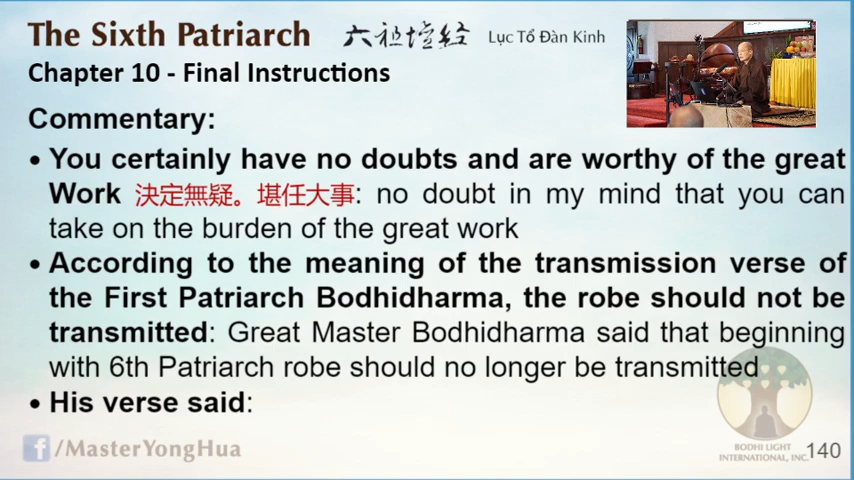 The Sixth Patriarch 六祖壇経 Lục Tổ Đàn Kinh
Chapter 10 - Final Instructions
Commentary:
• You certainly have no doubts and are worthy of the great
Work 決定無疑。堪任大事: no doubt in my mind that you can
take on the burden of the great work
• According to the meaning of the transmission verse of
the First Patriarch Bodhidharma, the robe should not be
transmitted: Great Master Bodhidharma said that beginning
with 6th Patriarch robe should no longer be transmitted
• His verse said:
f/MasterYongHua
BODHI LIGHT
INTERNATIONAL, INC.
140